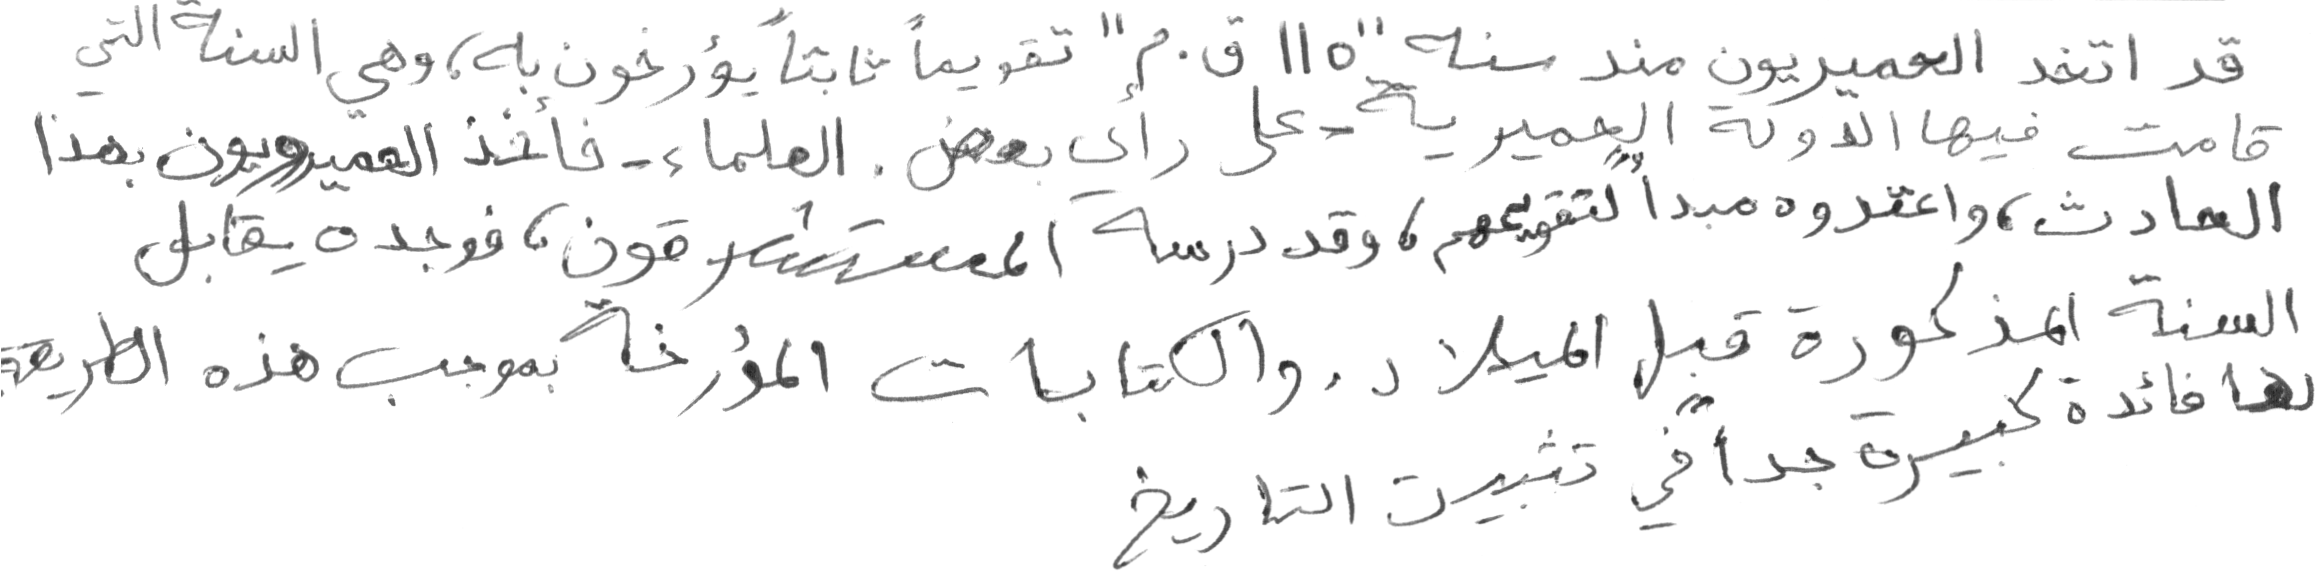 قد اتخذ الحميريون منذ سنه "١١٥ ق.م" تقويماً ثابتاً يؤرخون به، وهي السنة التي
قامت فيها الدولة الحميرية - على رأي بعض . العلماء - فأخذ الحميريون بهذا
الحادث، واعتدوه مبدأً لتقويمهم، وقد درسه المستشرقون، فوجده يقابل
السنة المذكورة قبل الميلاد. والكتابات المؤرخة بموجب هذه الطريقة
لها فائدة كبيرة جداً في تثبيت التاريخ